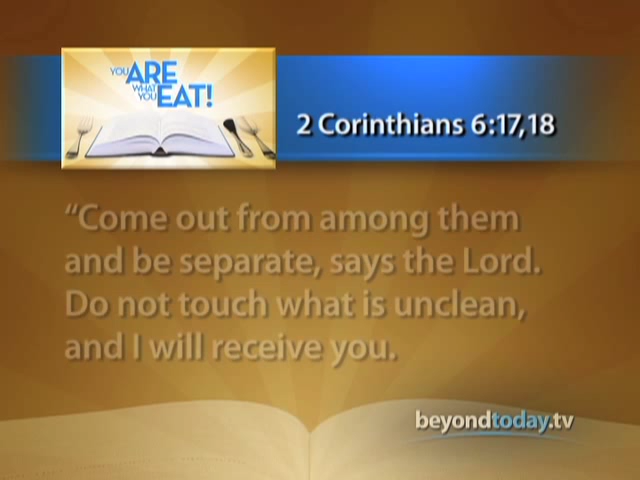 YOU ARE
WHAT
YOU EAT!
2 Corinthians 6:17,18
“Come out from among them
and be separate, says the Lord.
Do not touch what is unclean,
and I will receive you.
beyondtoday.tv